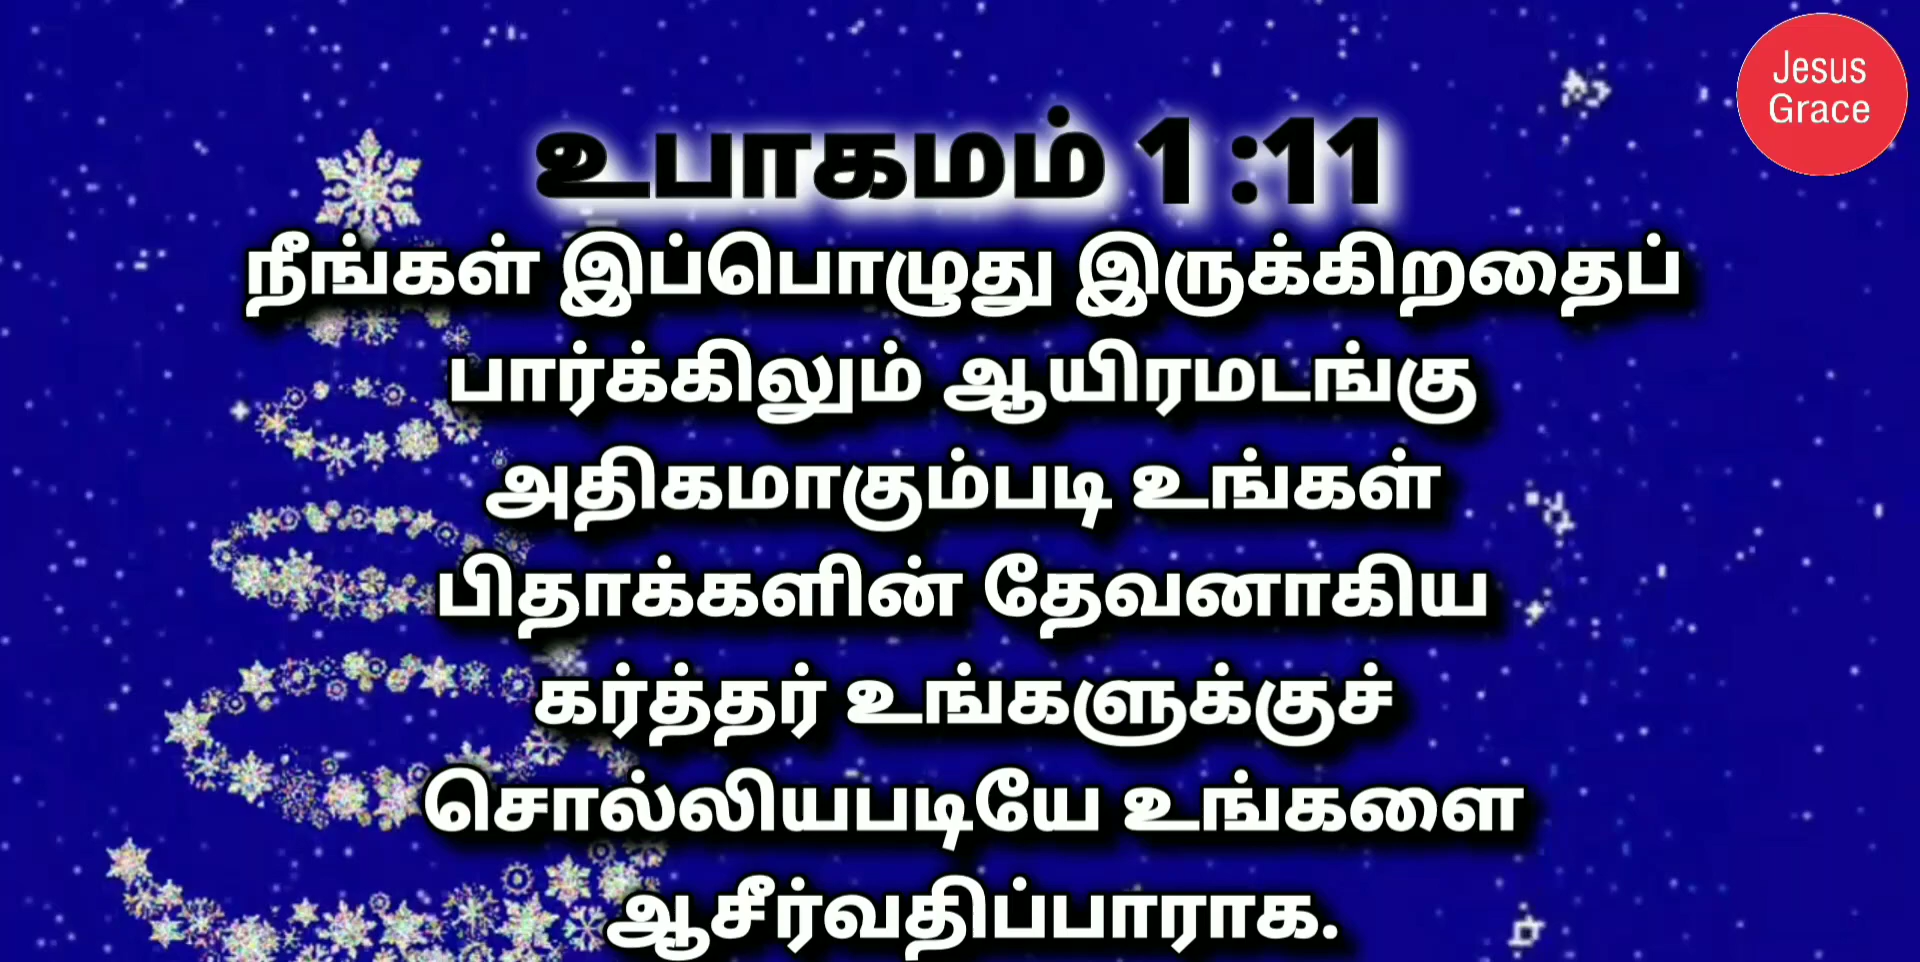 Jesus
Grace
உபாகமம் 1 :11
நீங்கள் இப்பொழுது இருக்கிறதைப்
பார்க்கிலும் ஆயிரமடங்கு
அதிகமாகும்படி உங்கள்
பிதாக்களின் தேவனாகிய
கர்த்தர் உங்களுக்குச்
சொல்லியபடியே உங்களை
ஆசீர்வதிப்பாராக.